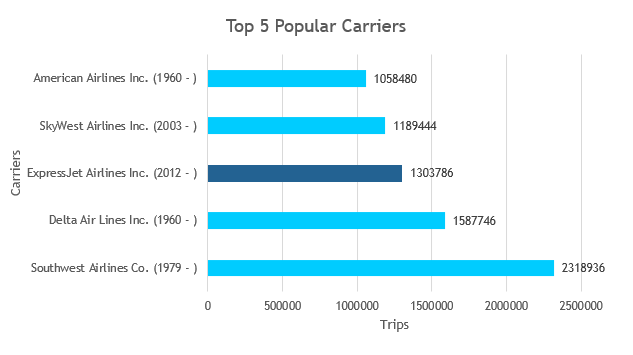 Top 5 Popular Carriers
American Airlines Inc. (1960 - )
1058480
SkyWest Airlines Inc. (2003 - )
1189444
ExpressJet Airlines Inc. (2012 - )
1303786
Delta Air Lines Inc. (1960 - )
1587746
Southwest Airlines Co. (1979 - )
2318936
Carriers
0 500000 1000000 1500000 2000000 2500000
Trips